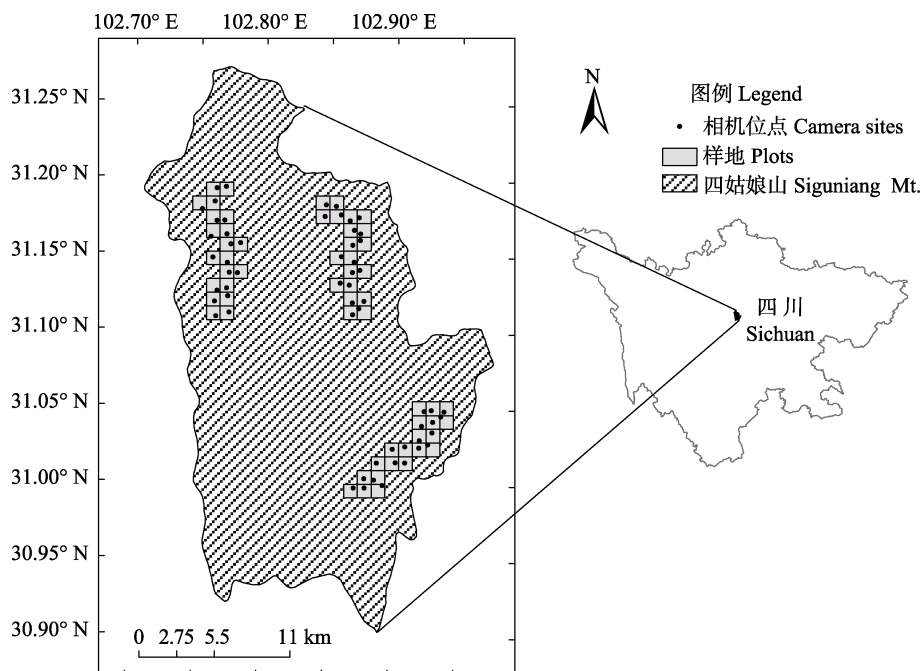 102.70° E 102.80° E 102.90° E
31.25° N
31.20° N
31.15° N
31.10° N
31.05° N
31.00° N
30.95° N
30.90° N
0 2.75 5.5 11 km
N
图例 Legend
相机位点 Camera sites
样地 Plots
四姑娘山 Siguniang Mt.
四川
Sichuan